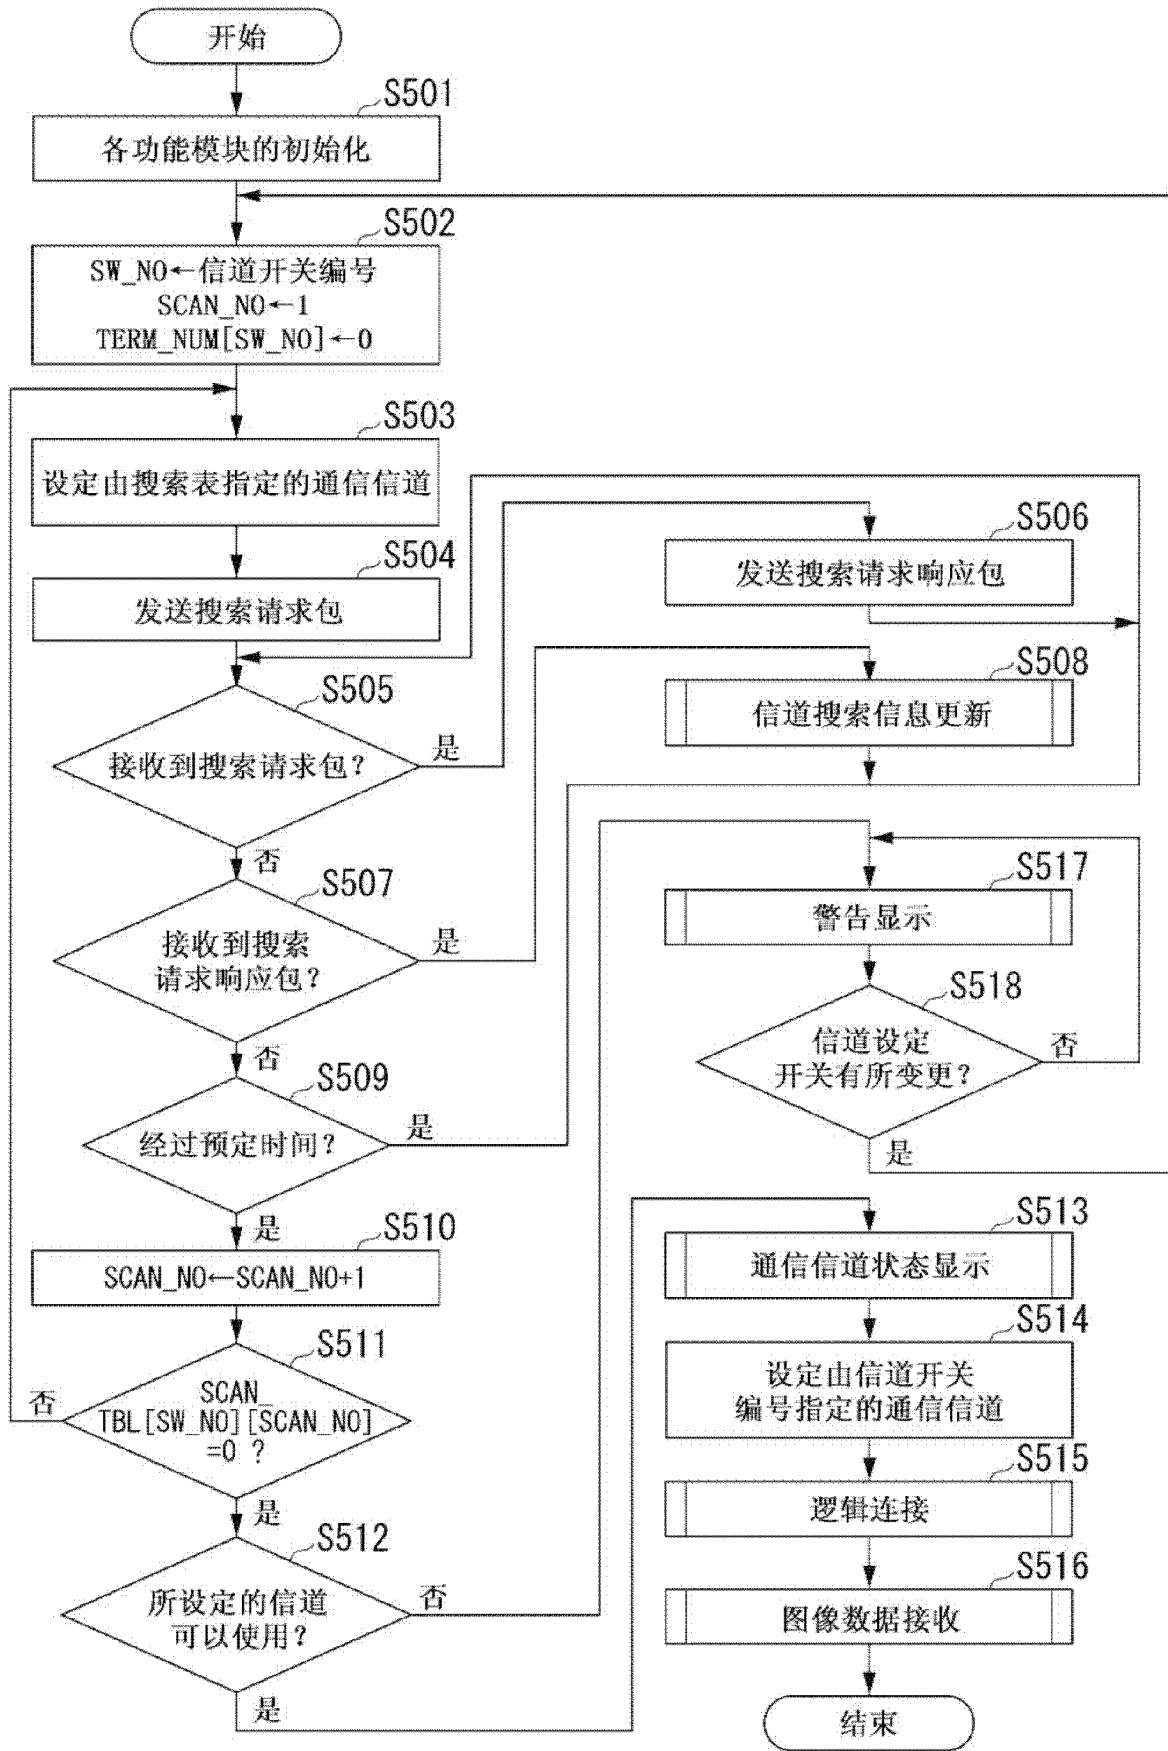 开始
S501
各功能模块的初始化
S502
SW_NO←信道开关编号
SCAN_NO←1
TERM_NUM[SW_NO]←0
S503
设定由搜索表指定的通信信道
S504
发送搜索请求包
S505
接收到搜索请求包？
是
否
S506
发送搜索请求响应包
S507
接收到搜索
请求响应包？
是
否
S508
信道搜索信息更新
S509
经过预定时间？
是
是
S510
SCAN_NO←SCAN_NO+1
S511
SCAN_
TBL[SW_NO][SCAN_NO]
=0 ？
否
是
S512
所设定的信道
可以使用？
否
是
S517
警告显示
S518
信道设定
开关有所变更？
否
是
S513
通信信道状态显示
S514
设定由信道开关
编号指定的通信信道
S515
逻辑连接
S516
图像数据接收
结束